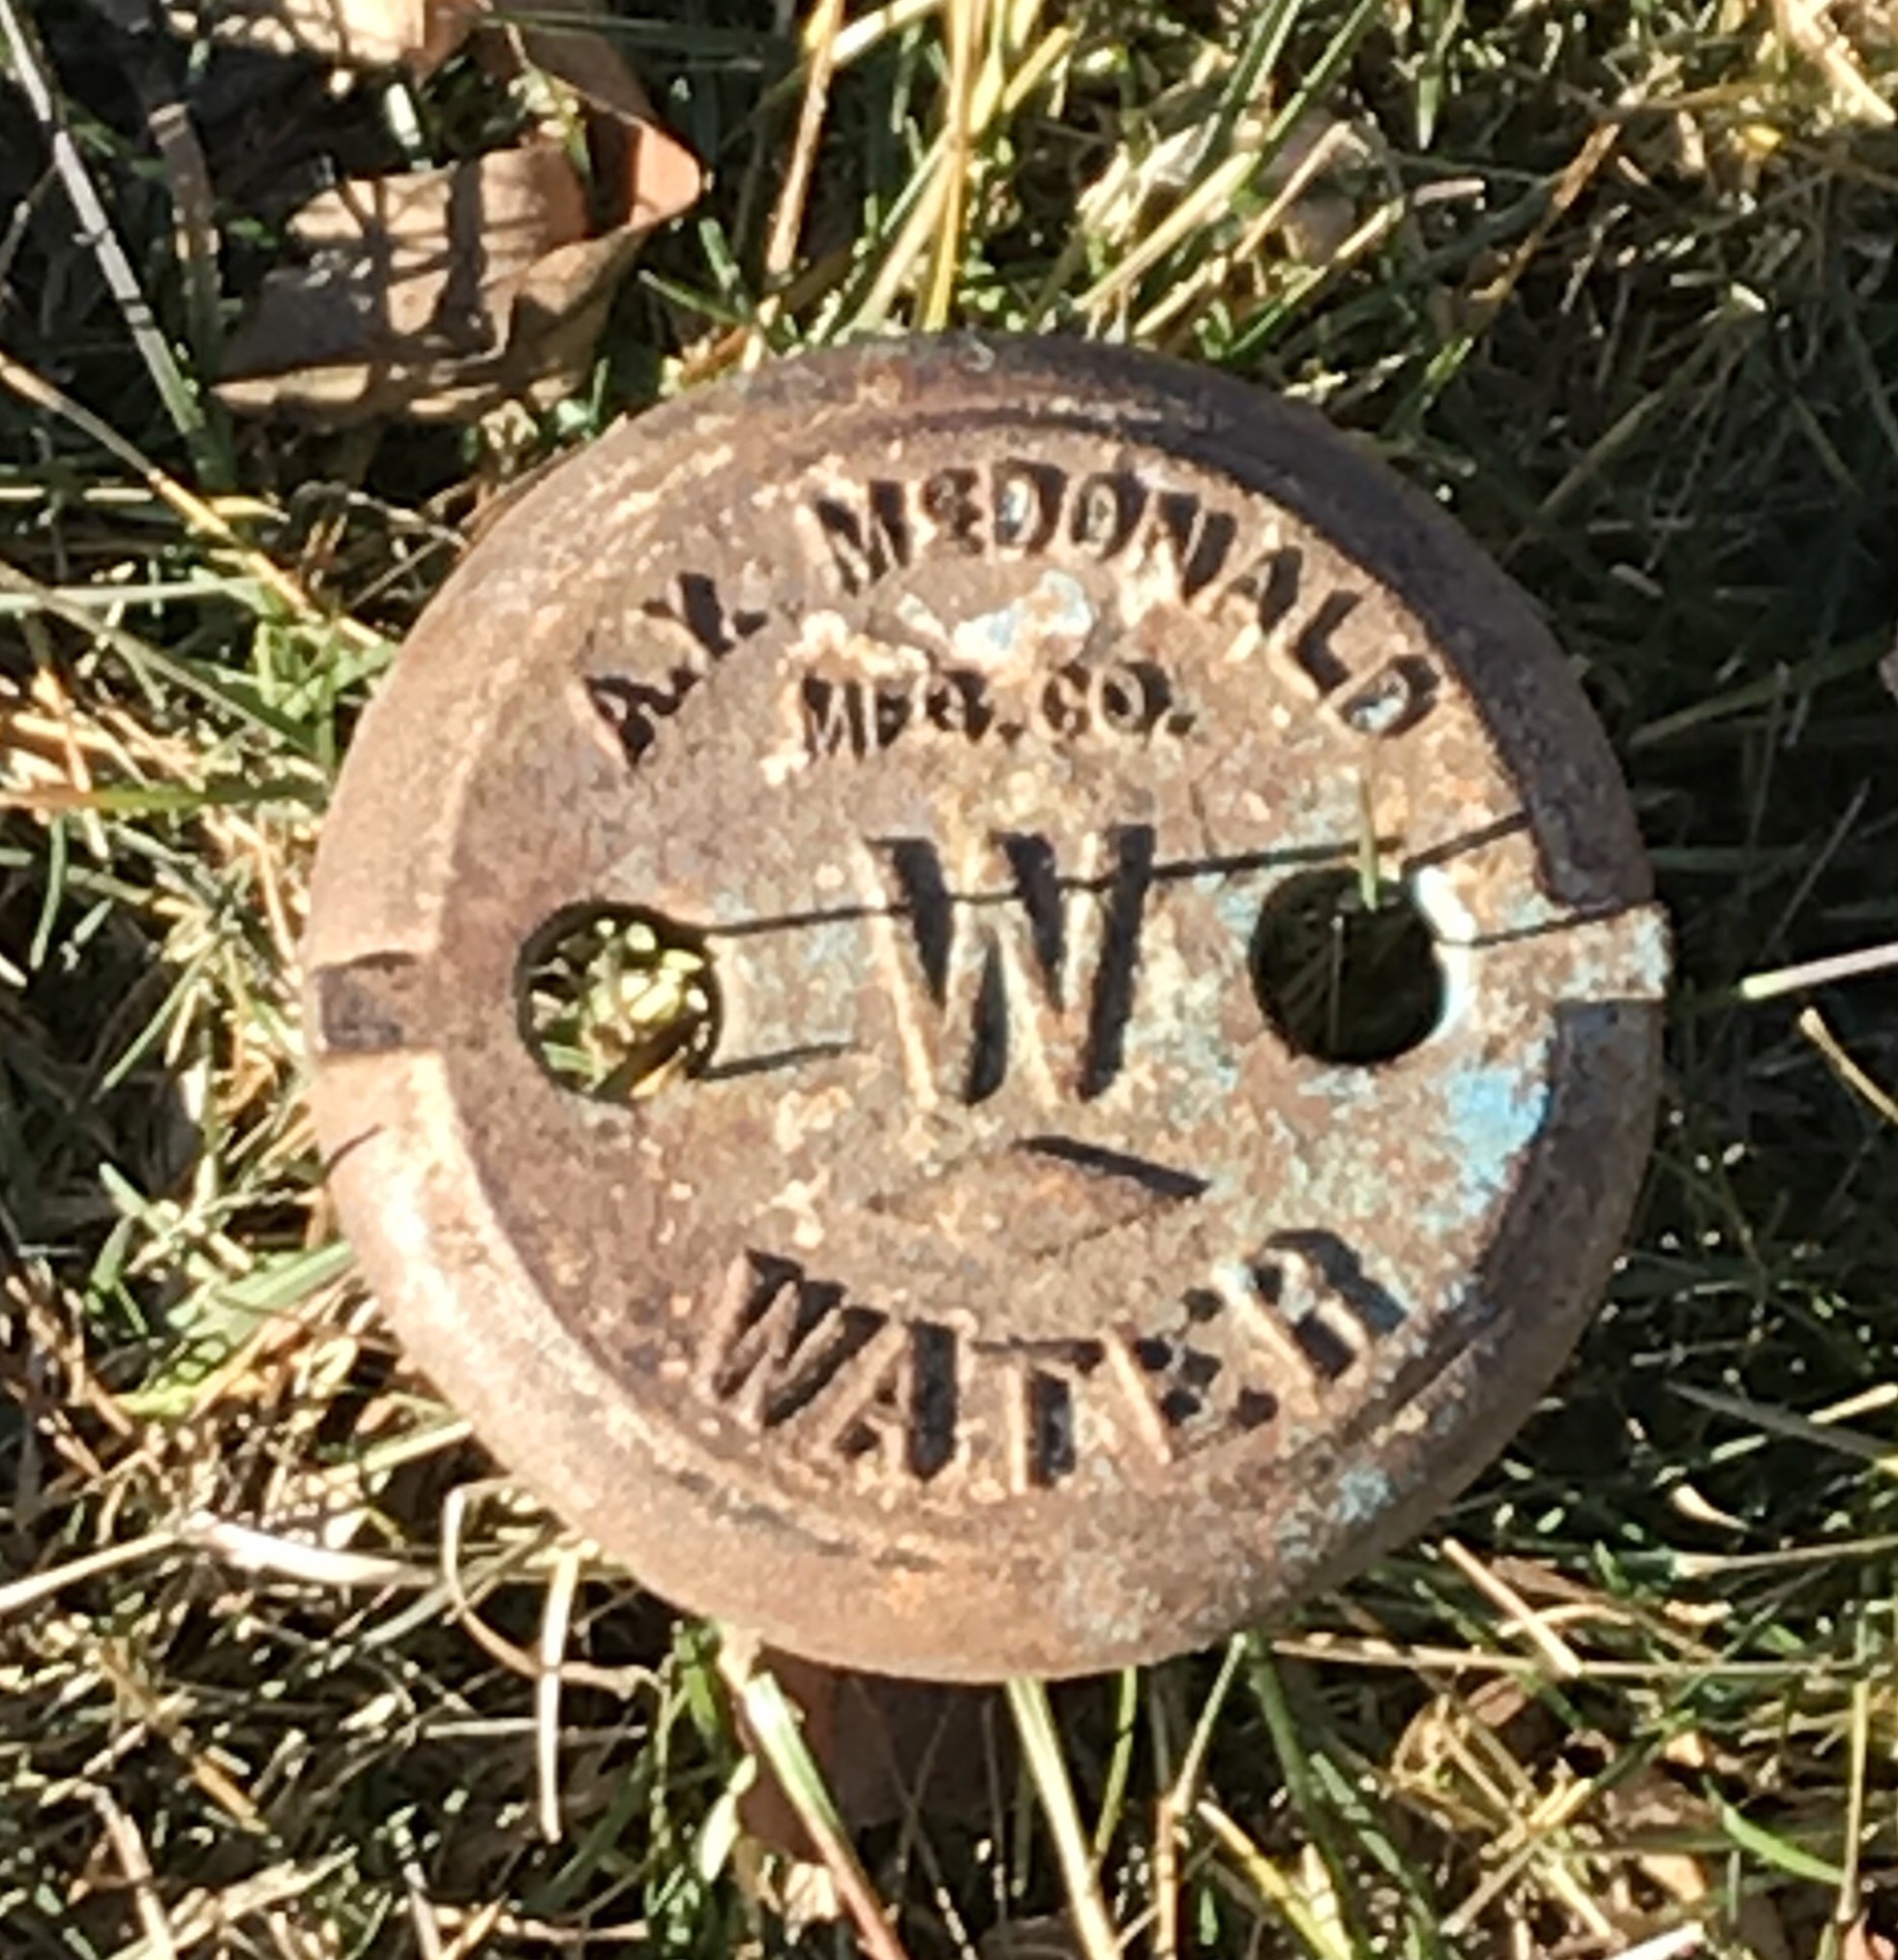 A.Y. McDONALD
MFG. CO.
W
WATER